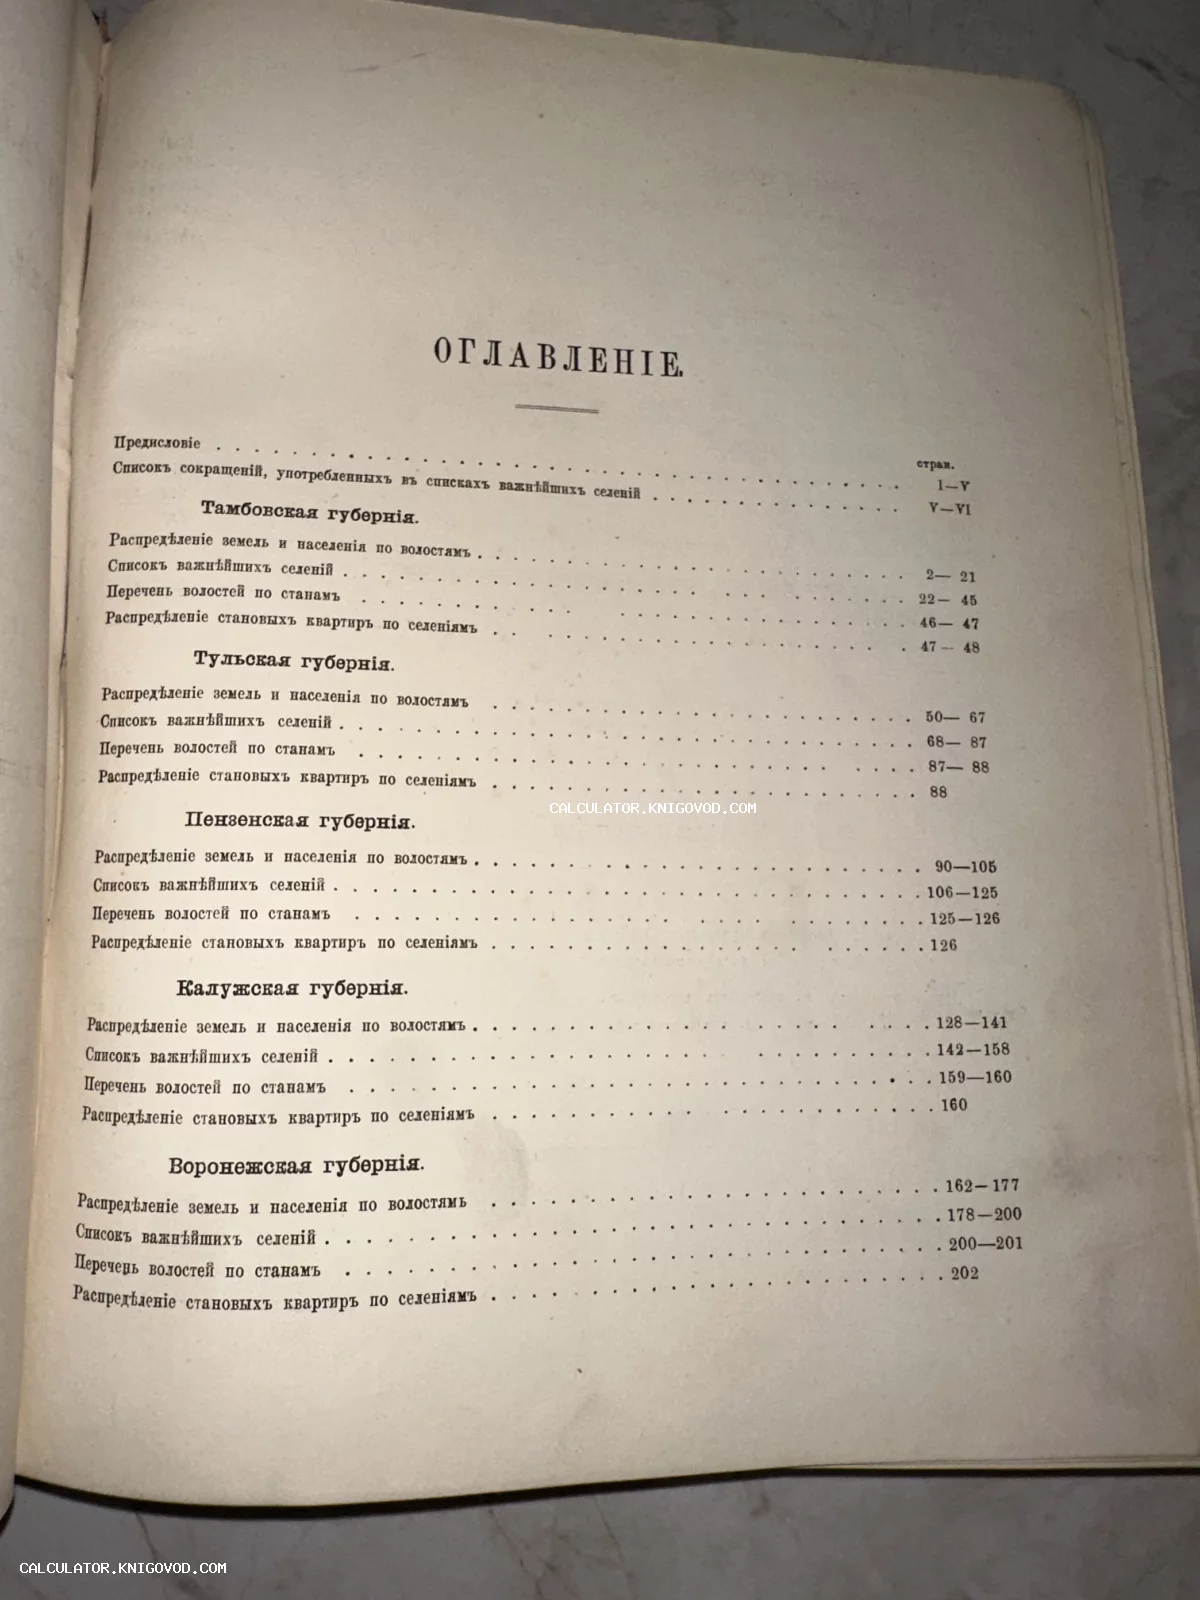 ОГЛАВЛЕНІЕ.
стран.
Предисловіе . . . . . . . . . . I—V
Списокъ сокращеній, употребленныхъ въ спискахъ важнѣйшихъ селеній . . . . . . . . . . V—VI
Тамбовская губернія.
Распредѣленіе земель и населенія по волостямъ . . . . . . . . . . 2— 21
Списокъ важнѣйшихъ селеній . . . . . . . . . . 22— 45
Перечень волостей по станамъ . . . . . . . . . . 46— 47
Распредѣленіе становыхъ квартиръ по селеніямъ . . . . . . . . . . 47— 48
Тульская губернія.
Распредѣленіе земель и населенія по волостямъ . . . . . . . . . . 50— 67
Списокъ важнѣйшихъ селеній . . . . . . . . . . 68— 87
Перечень волостей по станамъ . . . . . . . . . . 87— 88
Распредѣленіе становыхъ квартиръ по селеніямъ . . . . . . . . . . 88
CALCULATOR.KNIGOVOD.COM
Пензенская губернія.
Распредѣленіе земель и населенія по волостямъ . . . . . . . . . . 90—105
Списокъ важнѣйшихъ селеній . . . . . . . . . . 106—125
Перечень волостей по станамъ . . . . . . . . . . 125—126
Распредѣленіе становыхъ квартиръ по селеніямъ . . . . . . . . . . 126
Калужская губернія.
Распредѣленіе земель и населенія по волостямъ . . . . . . . . . . 128—141
Списокъ важнѣйшихъ селеній . . . . . . . . . . 142—158
Перечень волостей по станамъ . . . . . . . . . . 159—160
Распредѣленіе становыхъ квартиръ по селеніямъ . . . . . . . . . . 160
Воронежская губернія.
Распредѣленіе земель и населенія по волостямь . . . . . . . . . . 162—177
Списокъ важнѣйшихъ селеній . . . . . . . . . . 178—200
Перечень волостей по станамъ . . . . . . . . . . 200—201
Распредѣленіе становыхъ квартиръ по селеніямъ . . . . . . . . . . 202
CALCULATOR.KNIGOVOD.COM